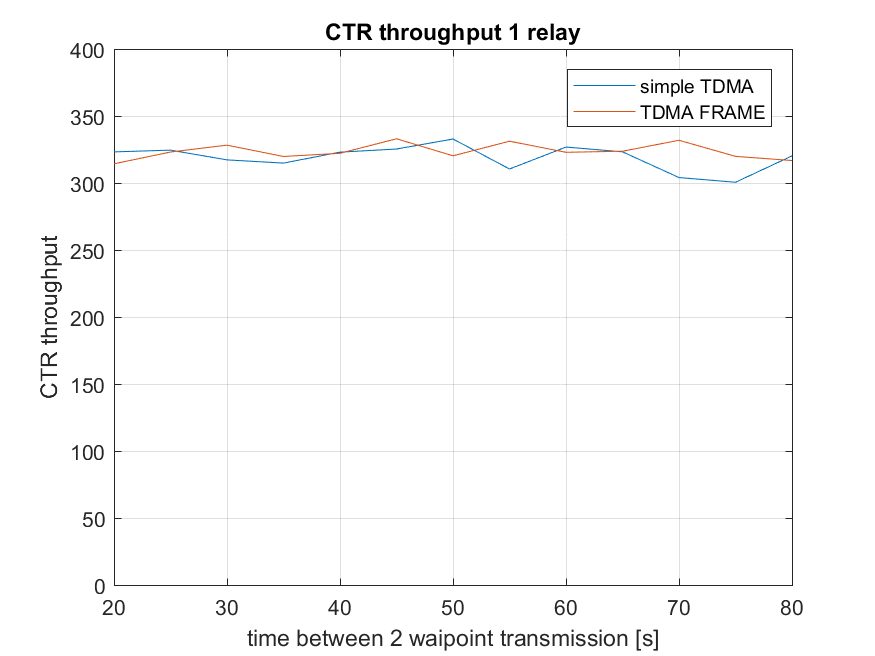 CTR throughput 1 relay
400
350
300
250
200
150
100
50
0
CTR throughput
simple TDMA
TDMA FRAME
20 30 40 50 60 70 80
time between 2 waipoint transmission [s]